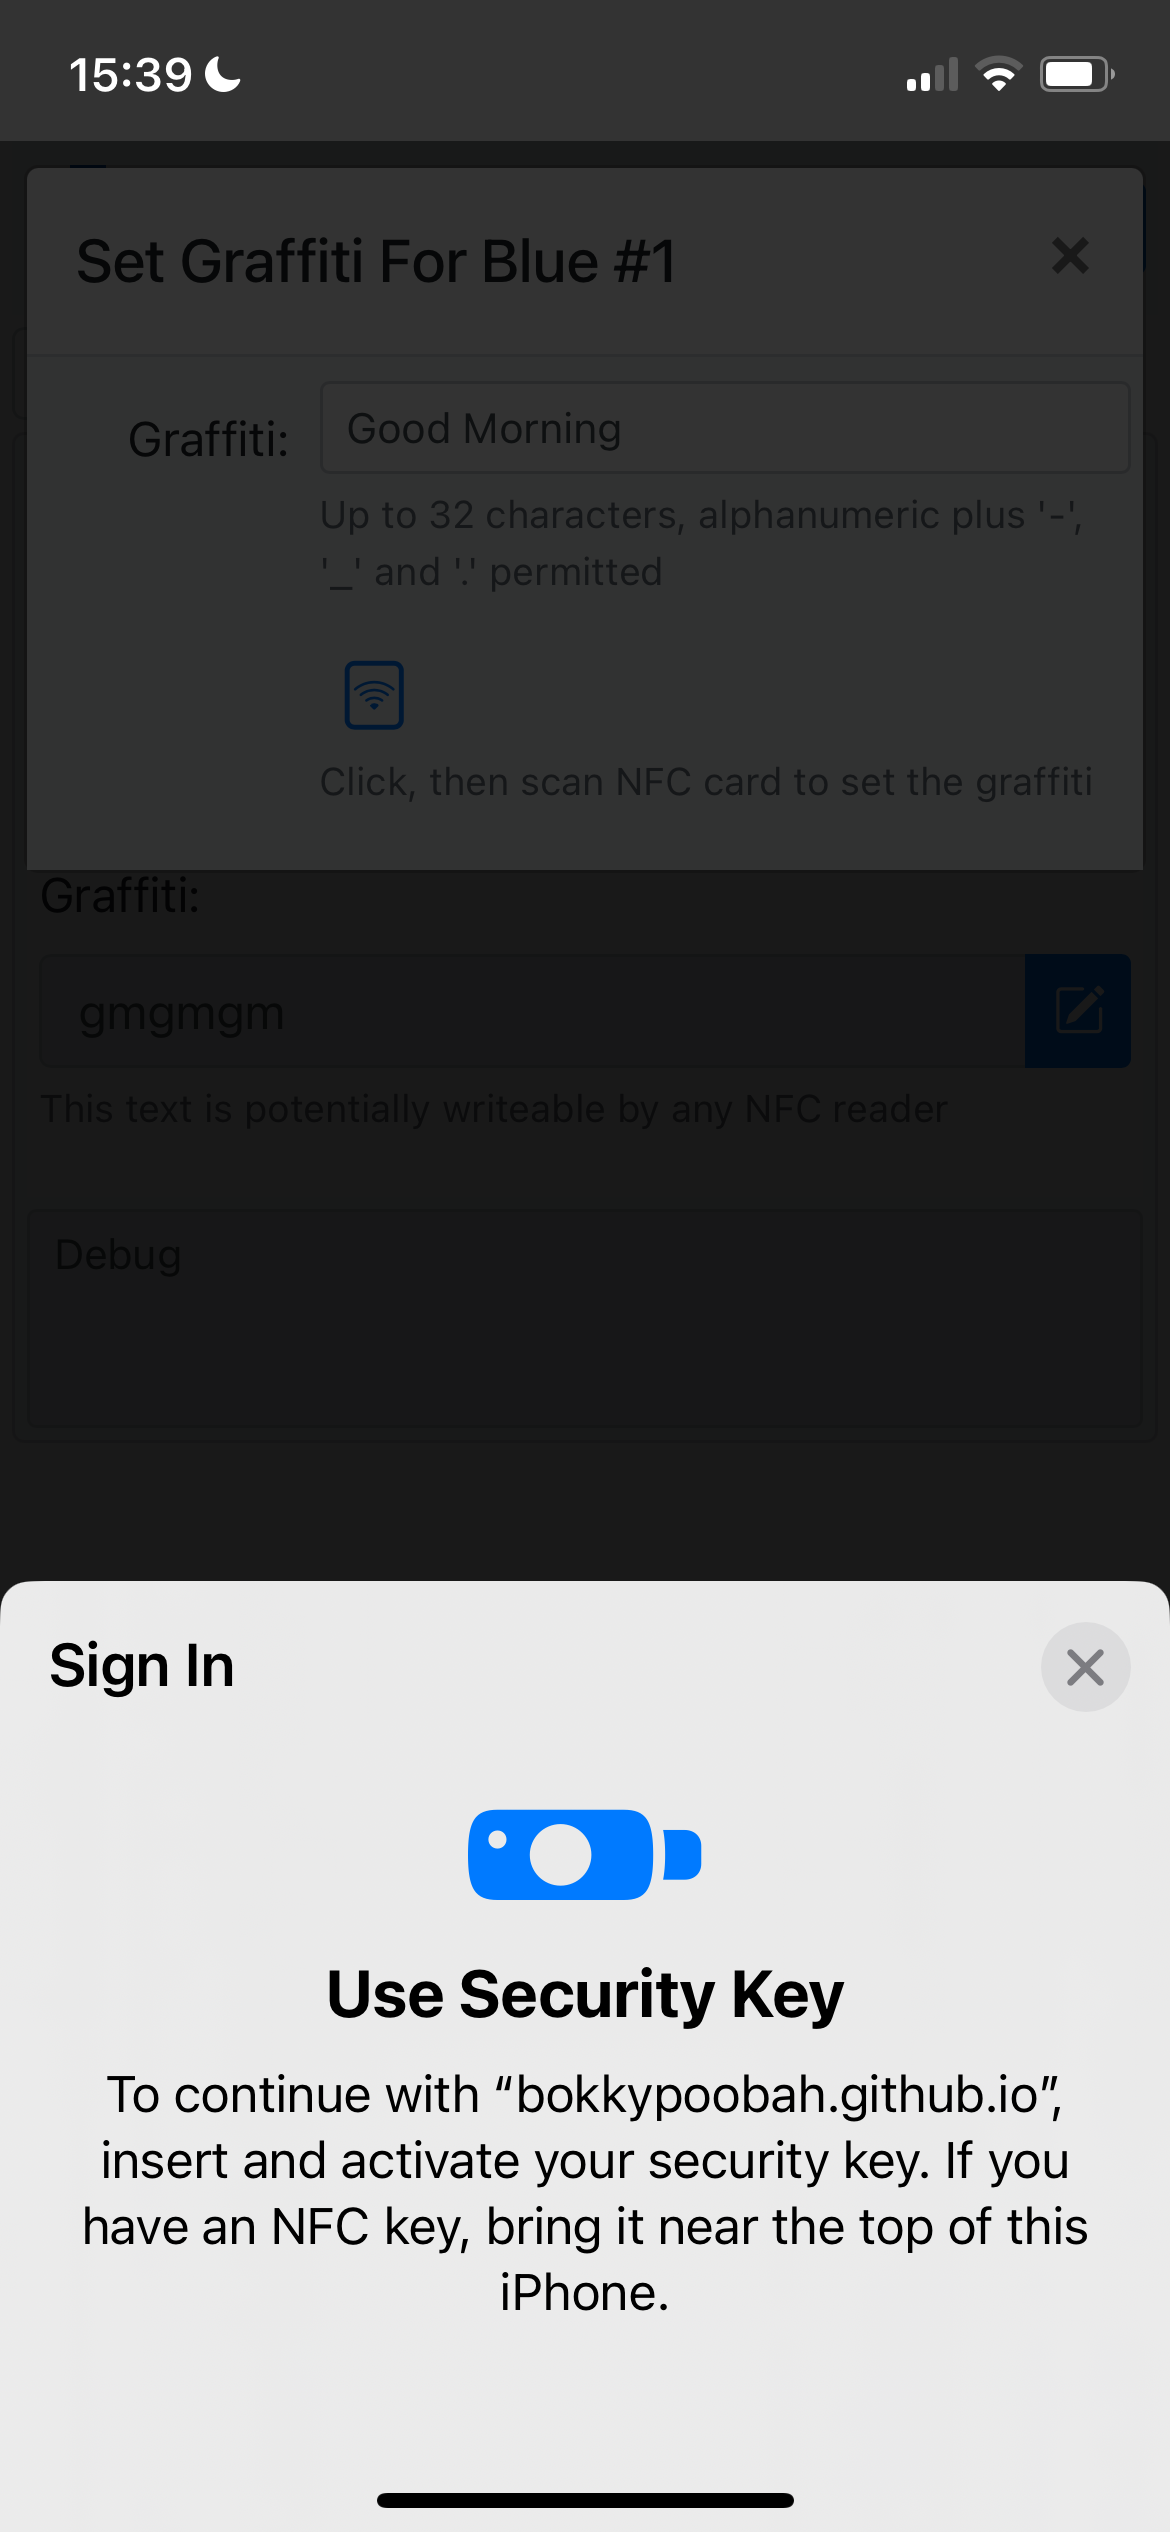 15:39
Set Graffiti For Blue #1
Graffiti:
Good Morning
Up to 32 characters, alphanumeric plus '-',
'_' and '.' permitted
Click, then scan NFC card to set the graffiti
Graffiti:
gmgmgm
This text is potentially writeable by any NFC reader
Debug
Sign In
Use Security Key
To continue with “bokkypoobah.github.io”,
insert and activate your security key. If you
have an NFC key, bring it near the top of this
iPhone.